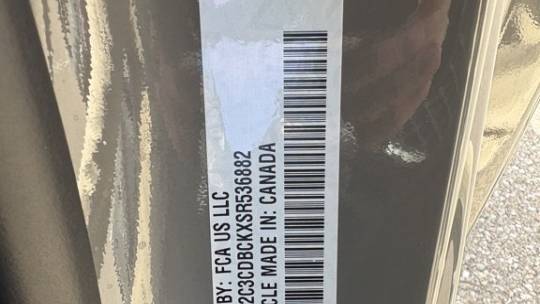 BY: FCA US LLC
2C3CDBCKXSR536882
CLE MADE IN: CANADA